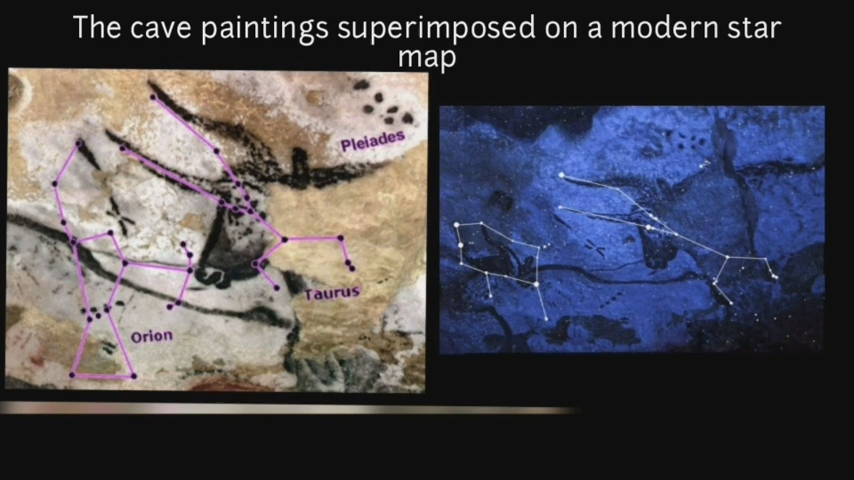 The cave paintings superimposed on a modern star
map
Pleiades
Taurus
Orion